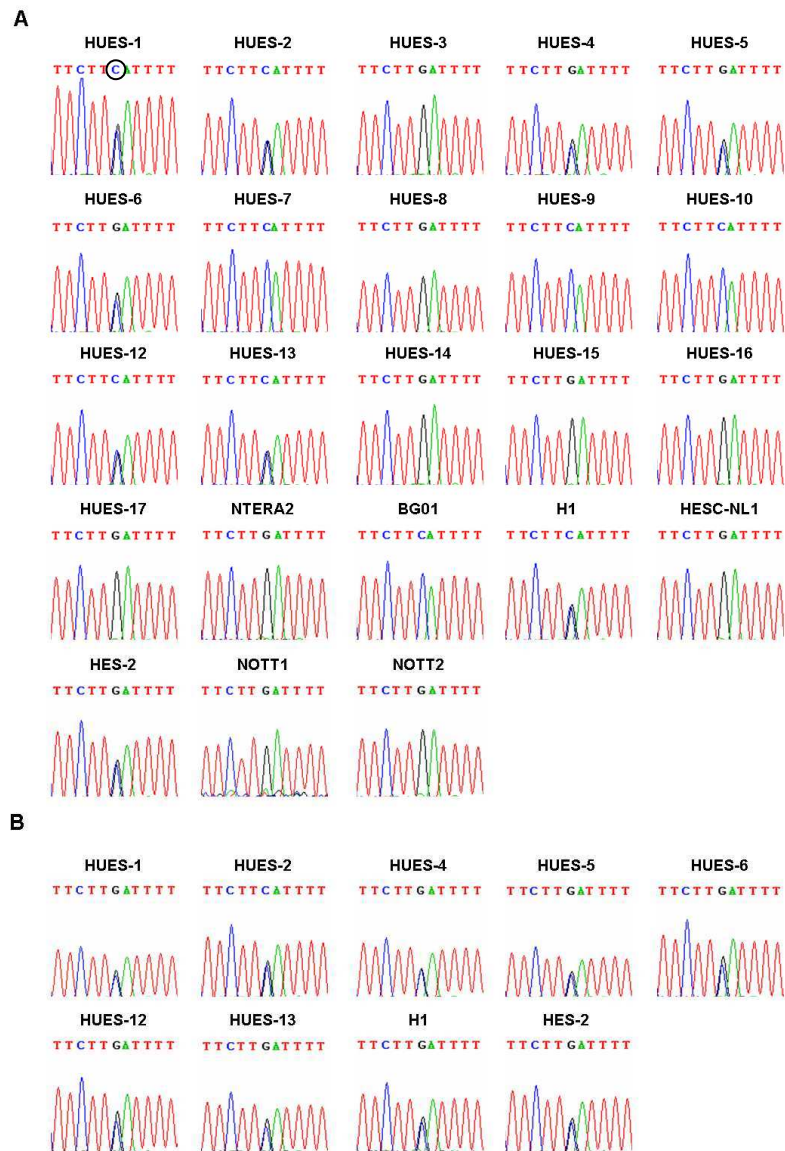 A
HUES-1 HUES-2 HUES-3 HUES-4 HUES-5
TTCTTCATTTT TTCTTCATTTT TTCTTGATTTT TTCTTGATTTT TTCTTGATTTT
HUES-6 HUES-7 HUES-8 HUES-9 HUES-10
TTCTTGATTTT TTCTTCATTTT TTCTTGATTTT TTCTTCATTTT TTCTTCATTTT
HUES-12 HUES-13 HUES-14 HUES-15 HUES-16
TTCTTCATTTT TTCTTCATTTT TTCTTGATTTT TTCTTGATTTT TTCTTGATTTT
HUES-17 NTERA2 BG01 H1 HESC-NL1
TTCTTGATTTT TTCTTGATTTT TTCTTCATTTT TTCTTCATTTT TTCTTGATTTT
HES-2 NOTT1 NOTT2
TTCTTGATTTT TTCTTGATTTT TTCTTGATTTT
B
HUES-1 HUES-2 HUES-4 HUES-5 HUES-6
TTCTTGATTTT TTCTTCATTTT TTCTTGATTTT TTCTTGATTTT TTCTTGATTTT
HUES-12 HUES-13 H1 HES-2
TTCTTGATTTT TTCTTGATTTT TTCTTGATTTT TTCTTGATTTT